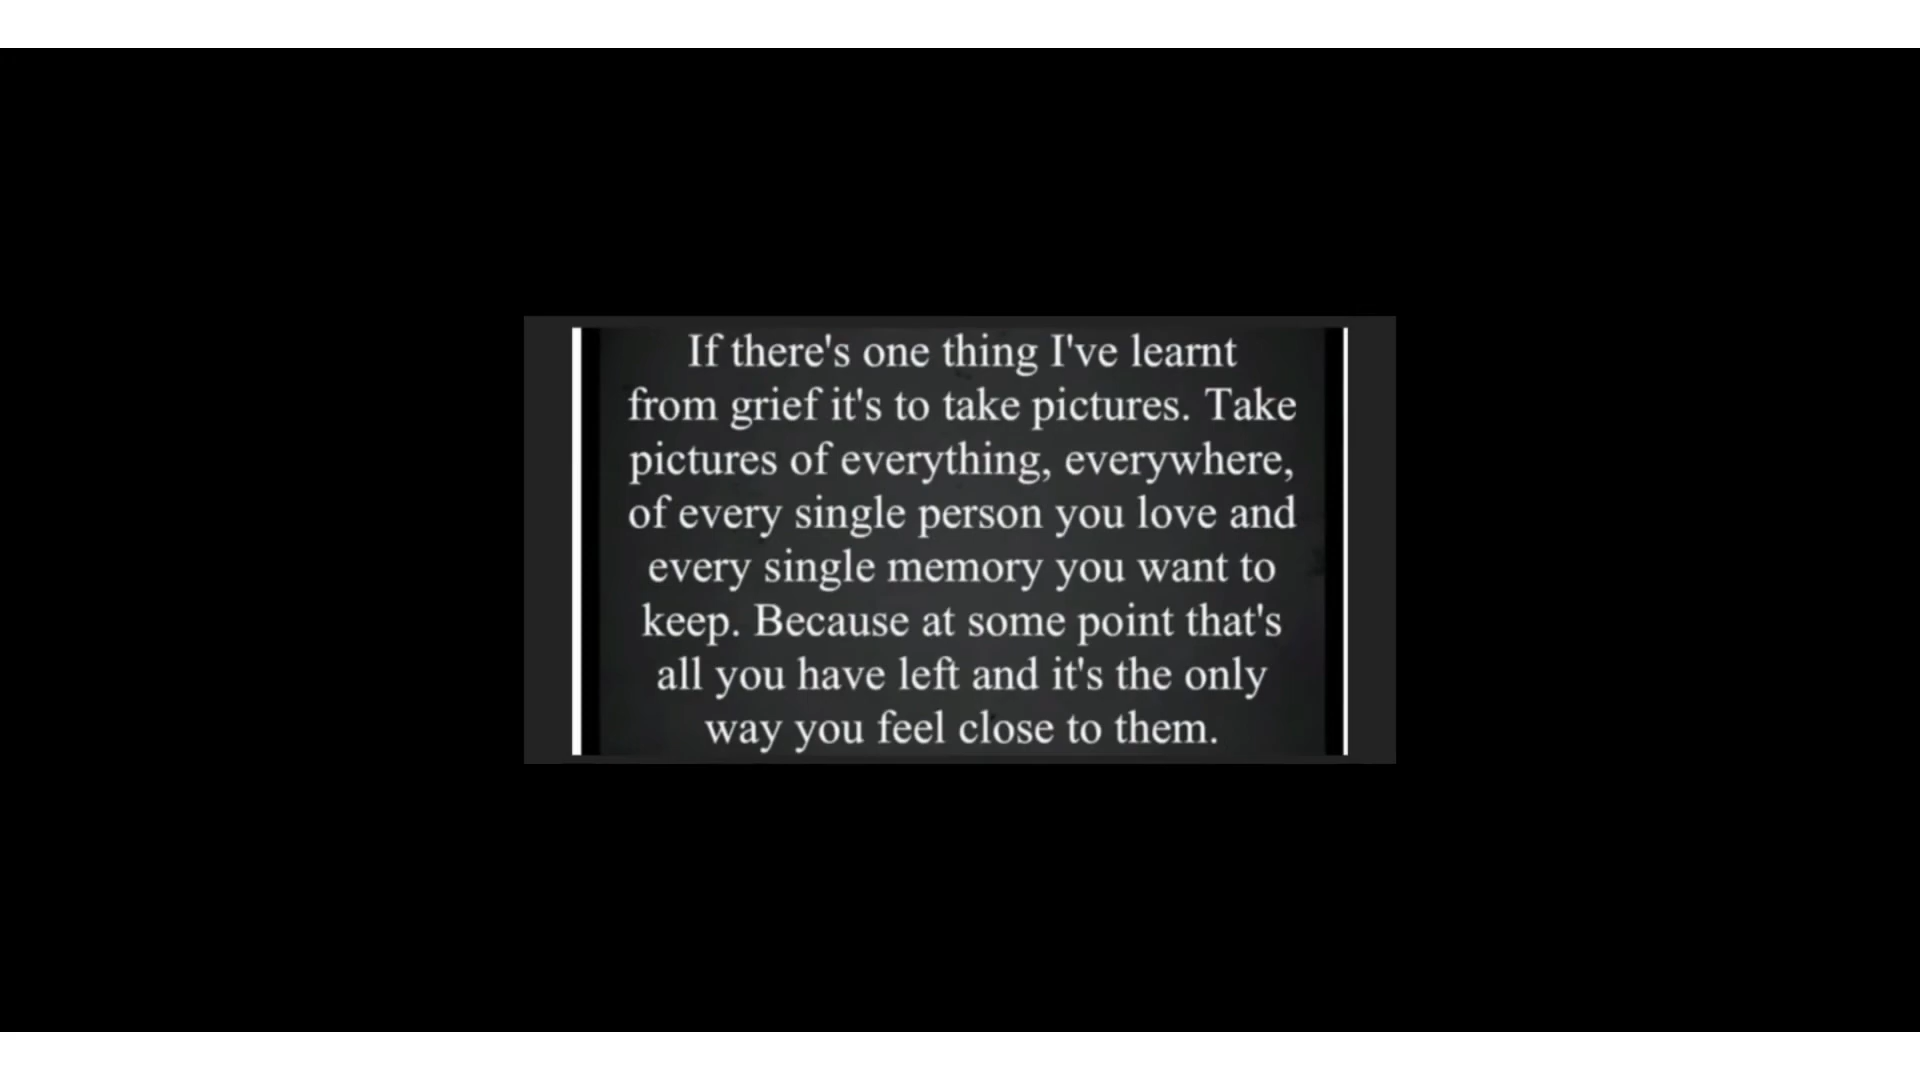 If there's one thing I've learnt
from grief it's to take pictures. Take
pictures of everything, everywhere,
of every single person you love and
every single memory you want to
keep. Because at some point that's
all you have left and it's the only
way you feel close to them.